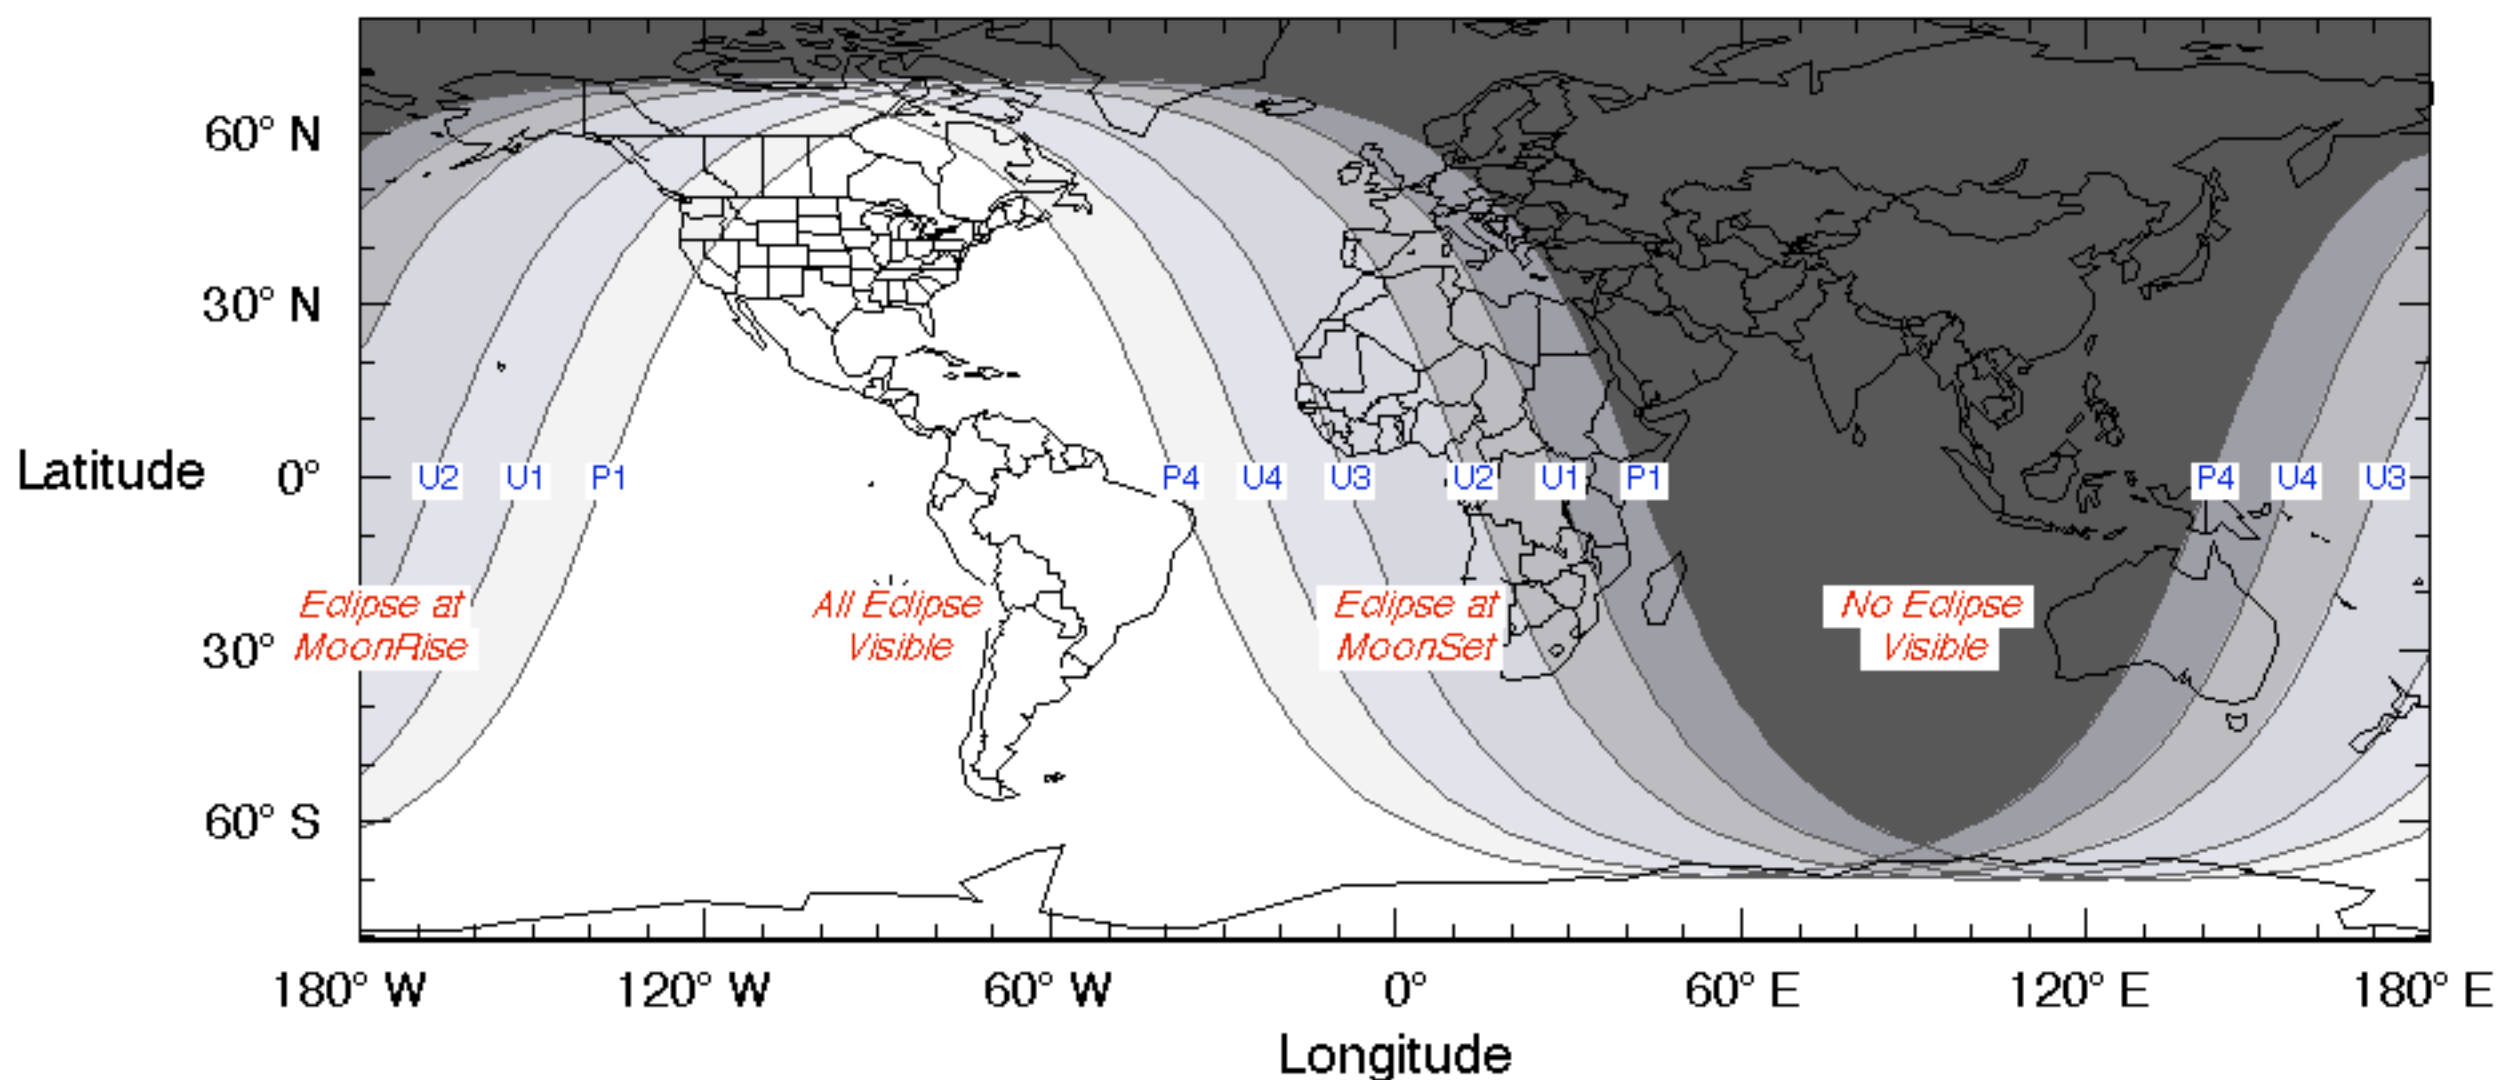 60° N
30° N
Latitude
0°
U2 U1 P1 P4 U4 U3 U2 U1 P1 P4 U4 U3
Eclipse at
MoonRise
All Eclipse
Visible
Eclipse at
MoonSet
No Eclipse
Visible
30°
60° S
180° W
120° W
60° W
0°
60° E
120° E
180° E
Longitude